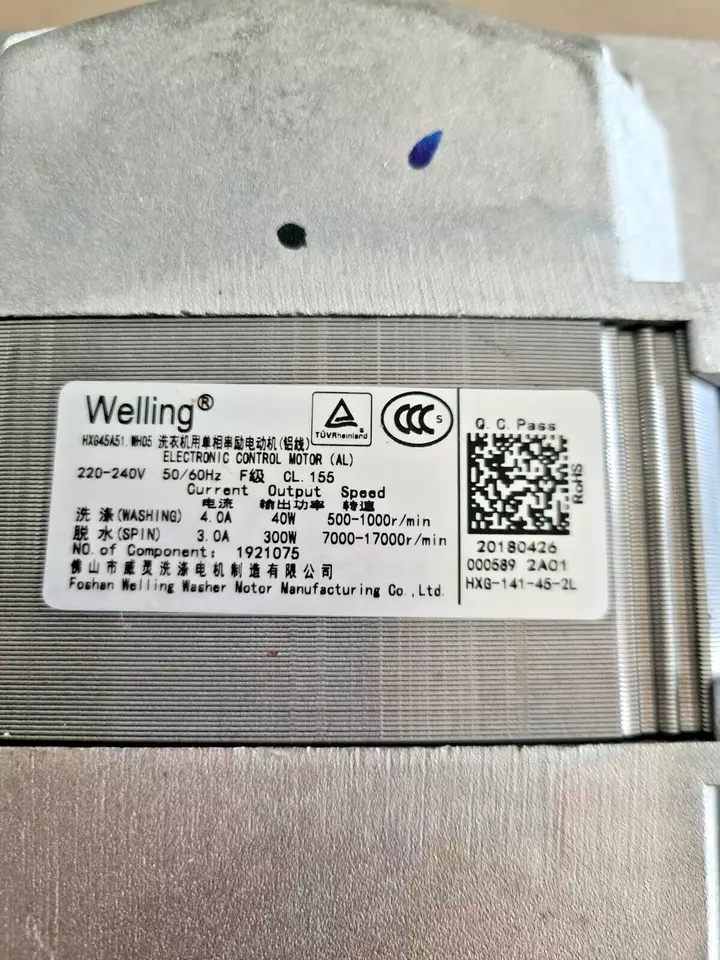 Welling®
HXG45A51.WH05 洗衣机用单相串励电动机(铝线)
ELECTRONIC CONTROL MOTOR (AL)
220-240V 50/60Hz F级 CL.155
Current Output Speed
电流 输出功率 转速
洗 涤(WASHING) 4.0A 40W 500-1000r/min
脱 水(SPIN) 3.0A 300W 7000-17000r/min
NO.of Component: 1921075
佛山市威灵洗涤电机制造有限公司
Foshan Welling Washer Motor Manufacturing Co.,Ltd.
TÜVRheinland
CCC S
Q.C.Pass
RoHS
20180426
000589 2A01
HXG-141-45-2L